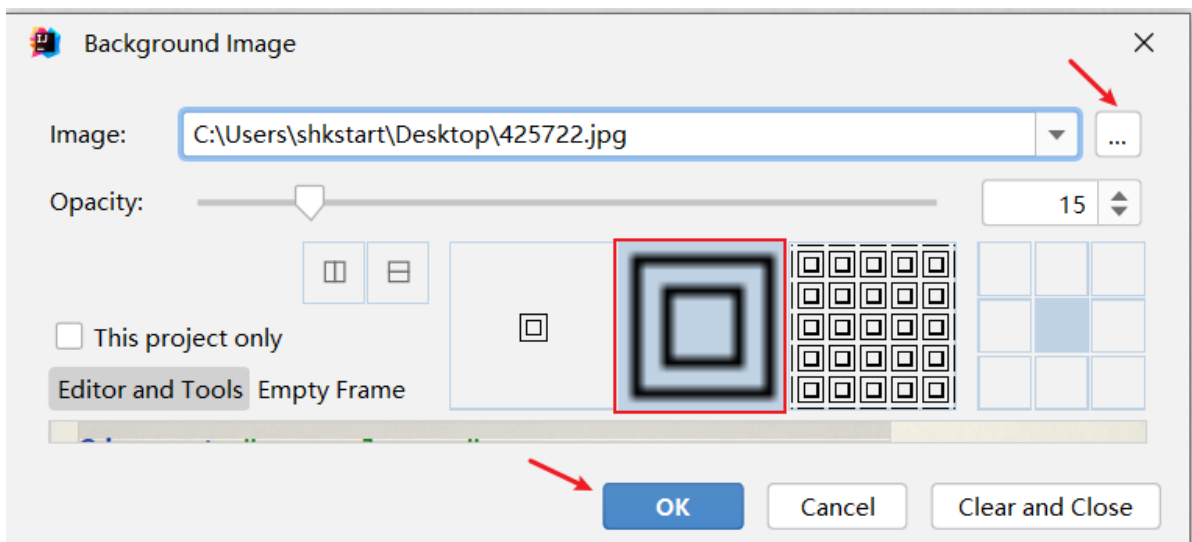 Background Image
Image: C:\Users\shkstart\Desktop\425722.jpg ...
Opacity: 15
This project only
Editor and Tools Empty Frame
OK Cancel Clear and Close